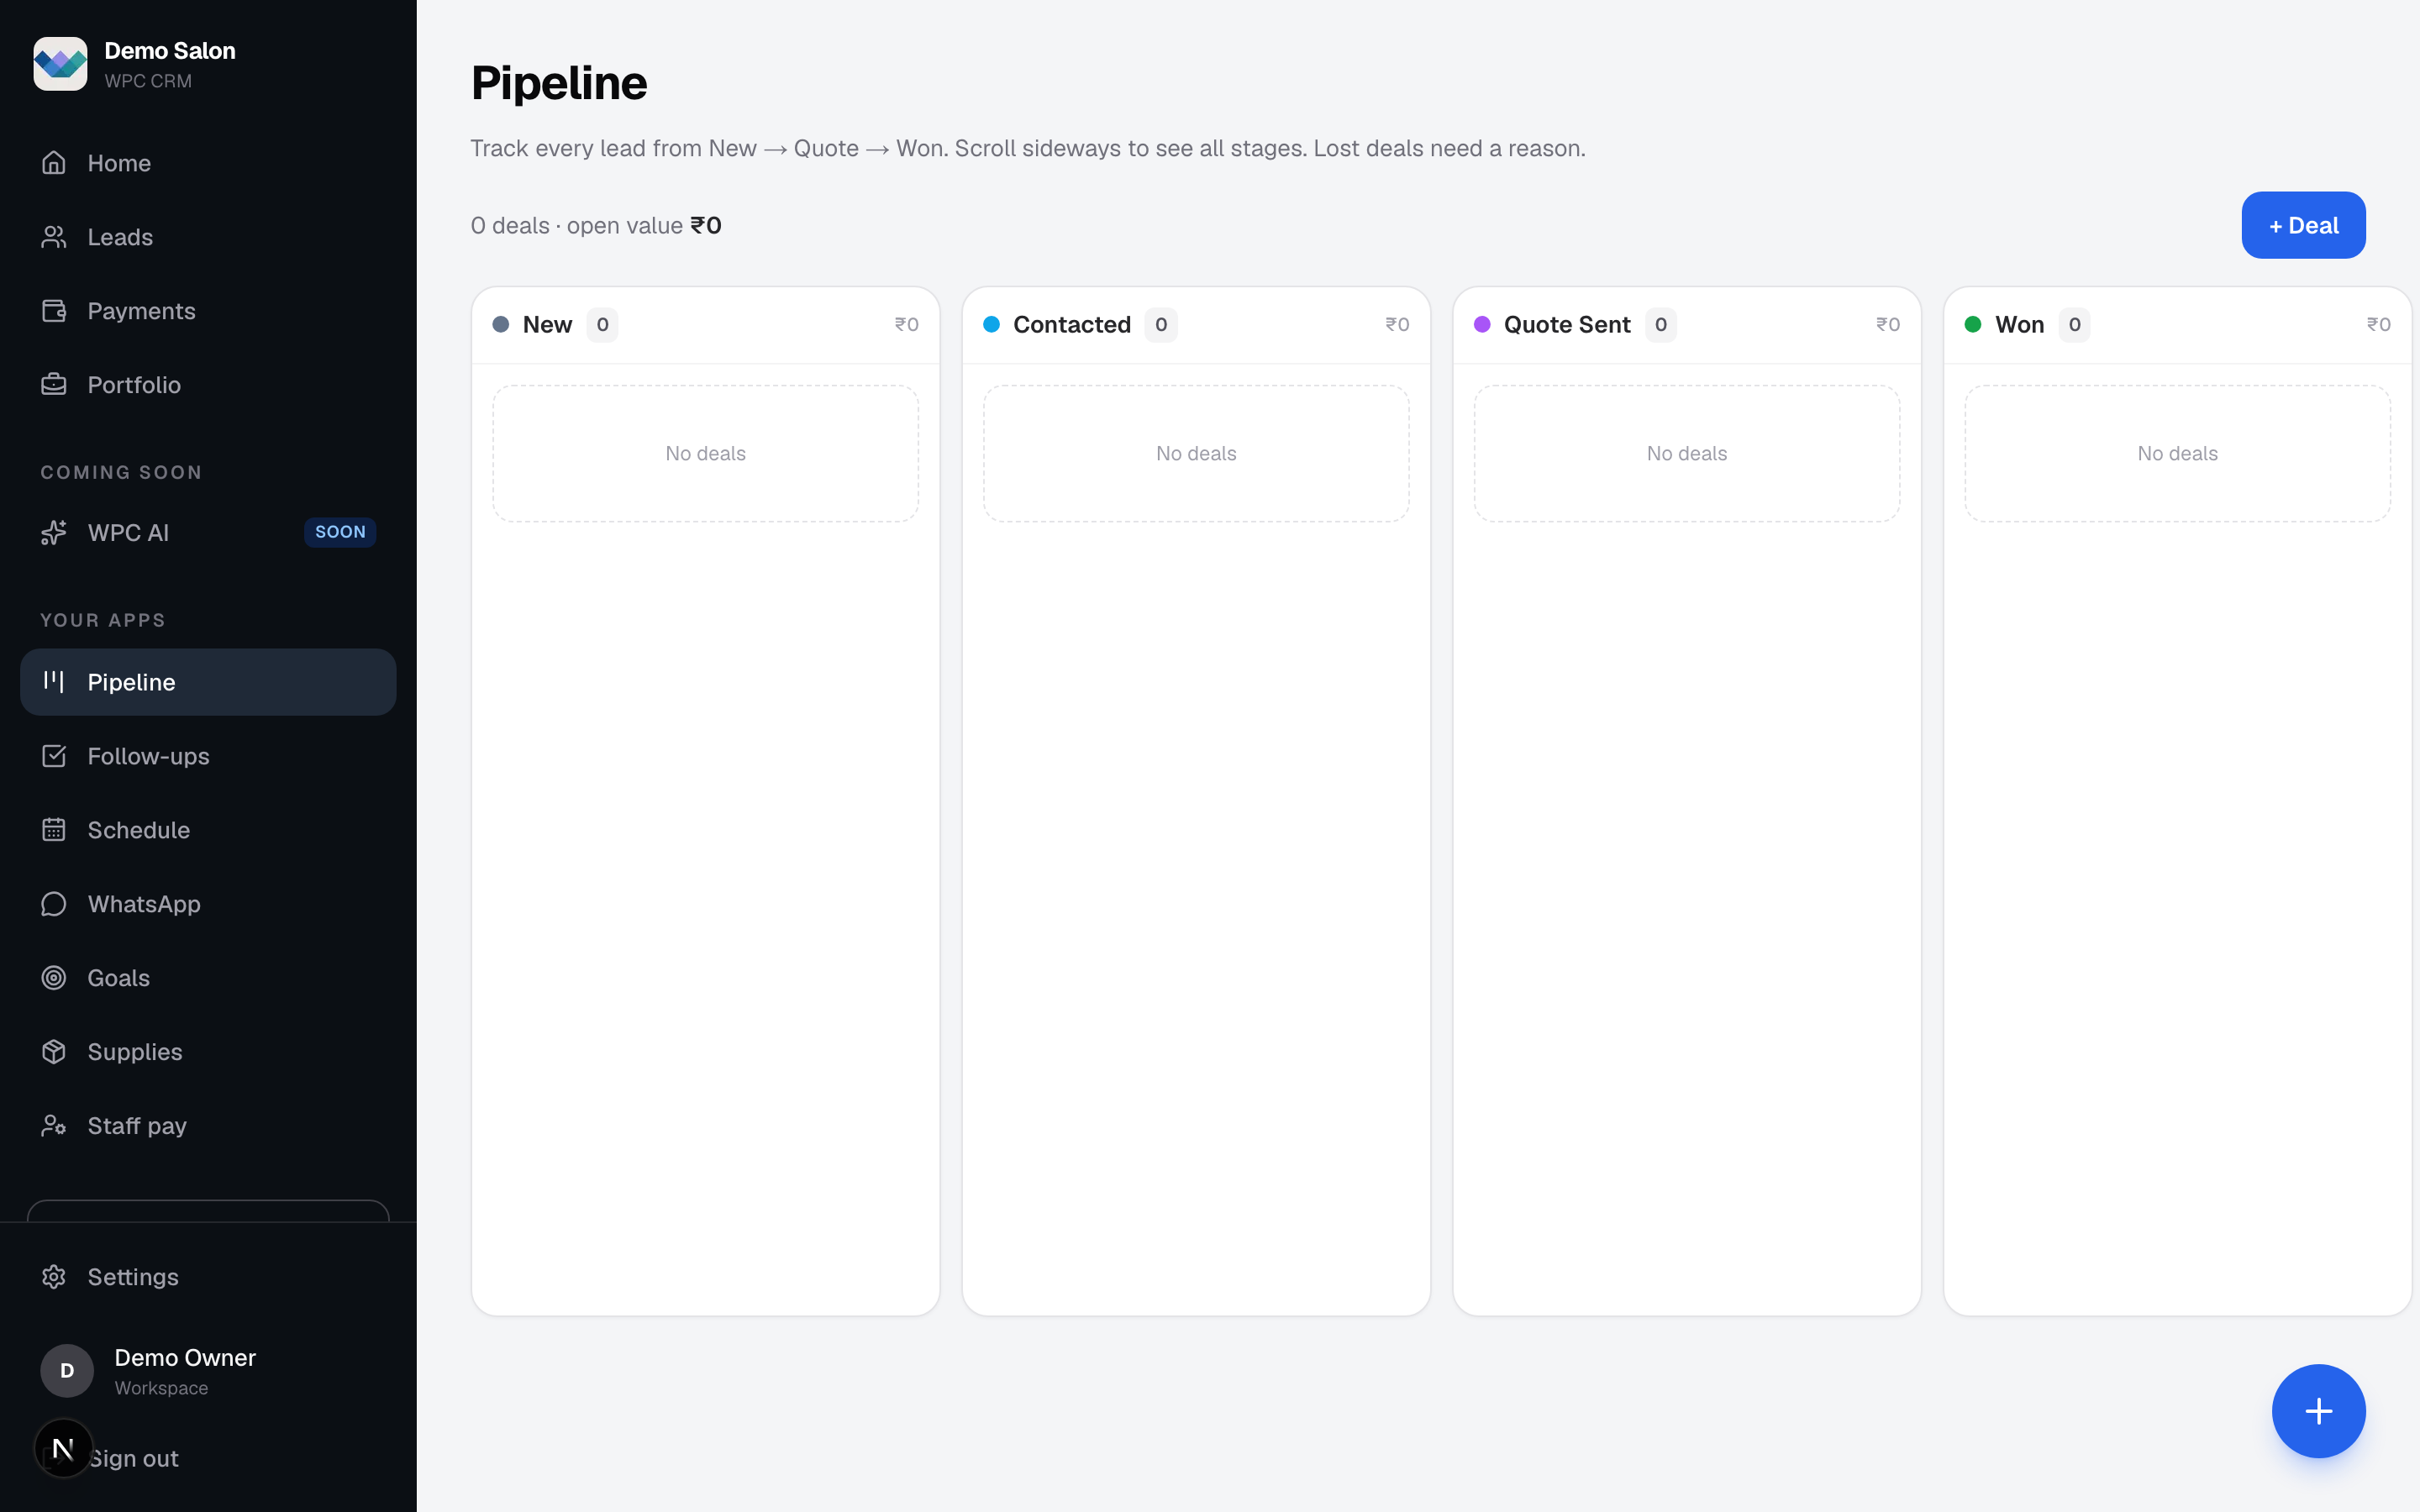 Demo Salon
WPC CRM
Home
Leads
Payments
Portfolio
COMING SOON
WPC AI SOON
YOUR APPS
Pipeline
Follow-ups
Schedule
WhatsApp
Goals
Supplies
Staff pay
Settings
D Demo Owner
Workspace
N Sign out
Pipeline
Track every lead from New → Quote → Won. Scroll sideways to see all stages. Lost deals need a reason.
0 deals · open value ₹0
+ Deal
New 0 ₹0
No deals
Contacted 0 ₹0
No deals
Quote Sent 0 ₹0
No deals
Won 0 ₹0
No deals